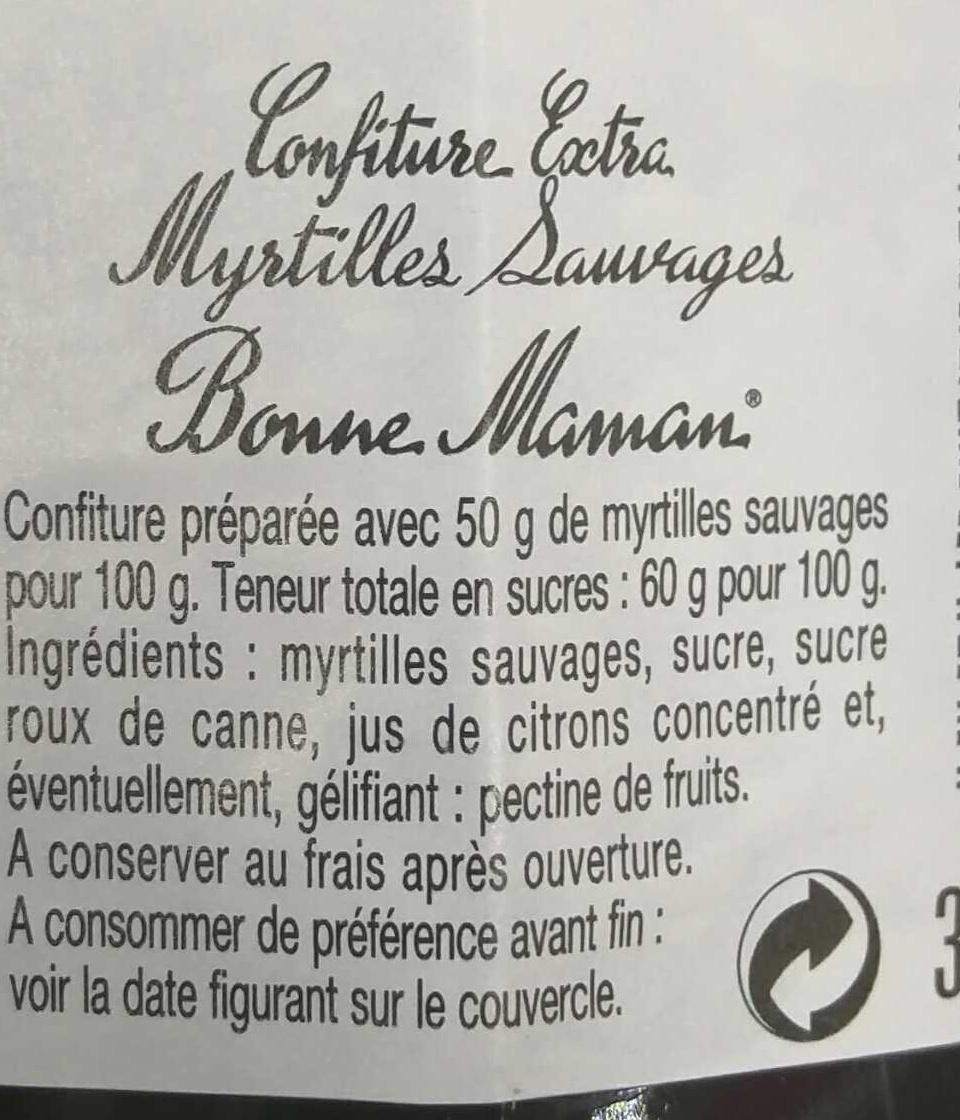 Confiture Extra
Myrtilles Sauvages
Bonne Maman®
Confiture préparée avec 50 g de myrtilles sauvages
pour 100 g. Teneur totale en sucres : 60 g pour 100 g.
Ingrédients : myrtilles sauvages, sucre, sucre
roux de canne, jus de citrons concentré et,
éventuellement, gélifiant : pectine de fruits.
A conserver au frais après ouverture.
A consommer de préférence avant fin :
voir la date figurant sur le couvercle.
3